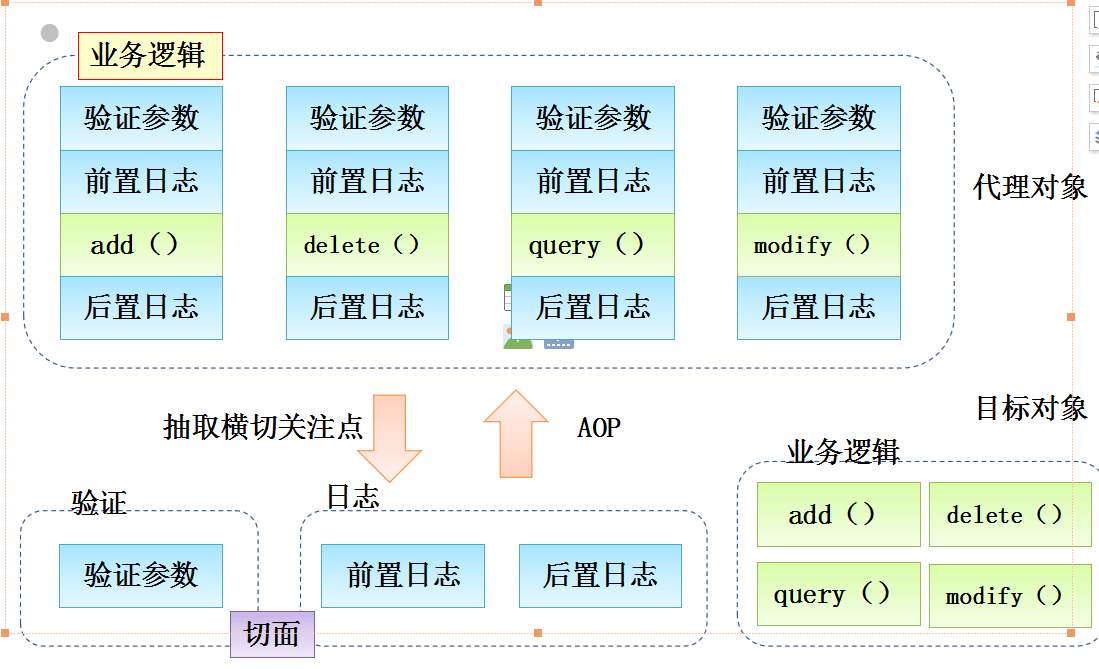 业务逻辑
验证参数 验证参数 验证参数 验证参数
前置日志 前置日志 前置日志 前置日志
代理对象
add（） delete（） query（） modify（）
后置日志 后置日志 后置日志 后置日志
目标对象
抽取横切关注点 AOP
业务逻辑
验证 日志
add（） delete（）
验证参数 前置日志 后置日志
query（） modify（）
切面